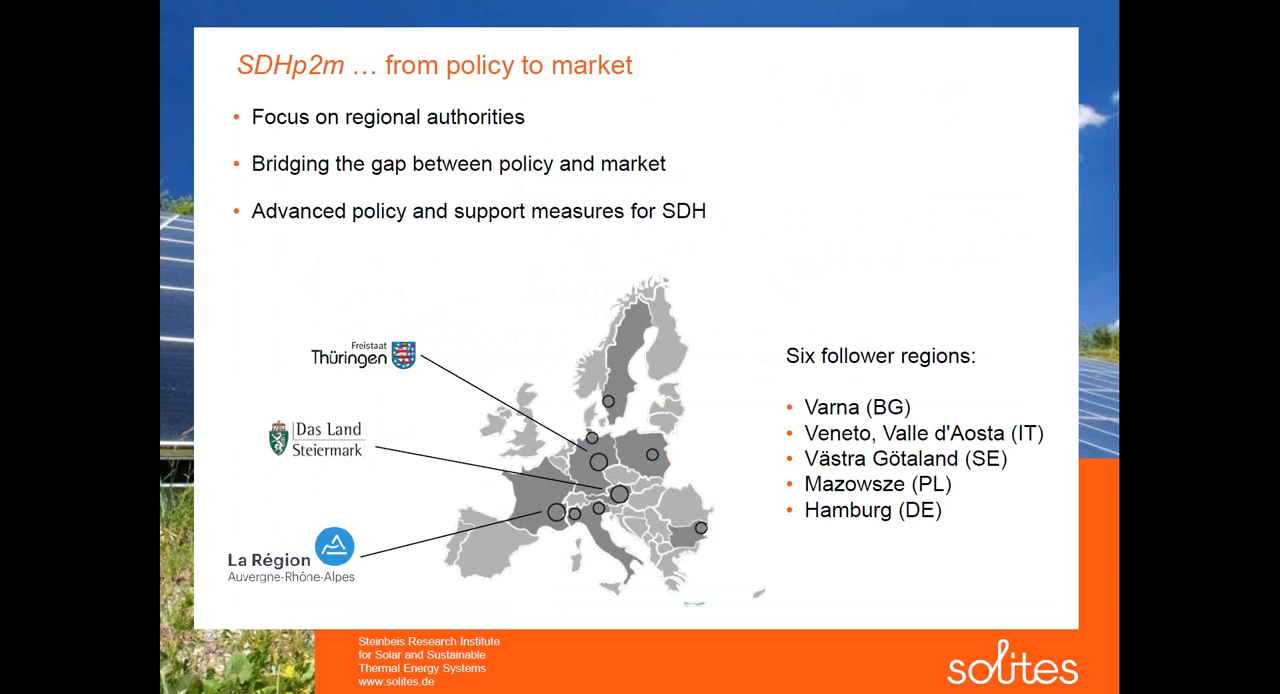 SDHp2m … from policy to market
• Focus on regional authorities
• Bridging the gap between policy and market
• Advanced policy and support measures for SDH
Freistaat
Thüringen
Das Land
Steiermark
La Région
Auvergne-Rhône-Alpes
Six follower regions:
• Varna (BG)
• Veneto, Valle d'Aosta (IT)
• Västra Götaland (SE)
• Mazowsze (PL)
• Hamburg (DE)
Steinbeis Research Institute
for Solar and Sustainable
Thermal Energy Systems
www.solites.de
solites